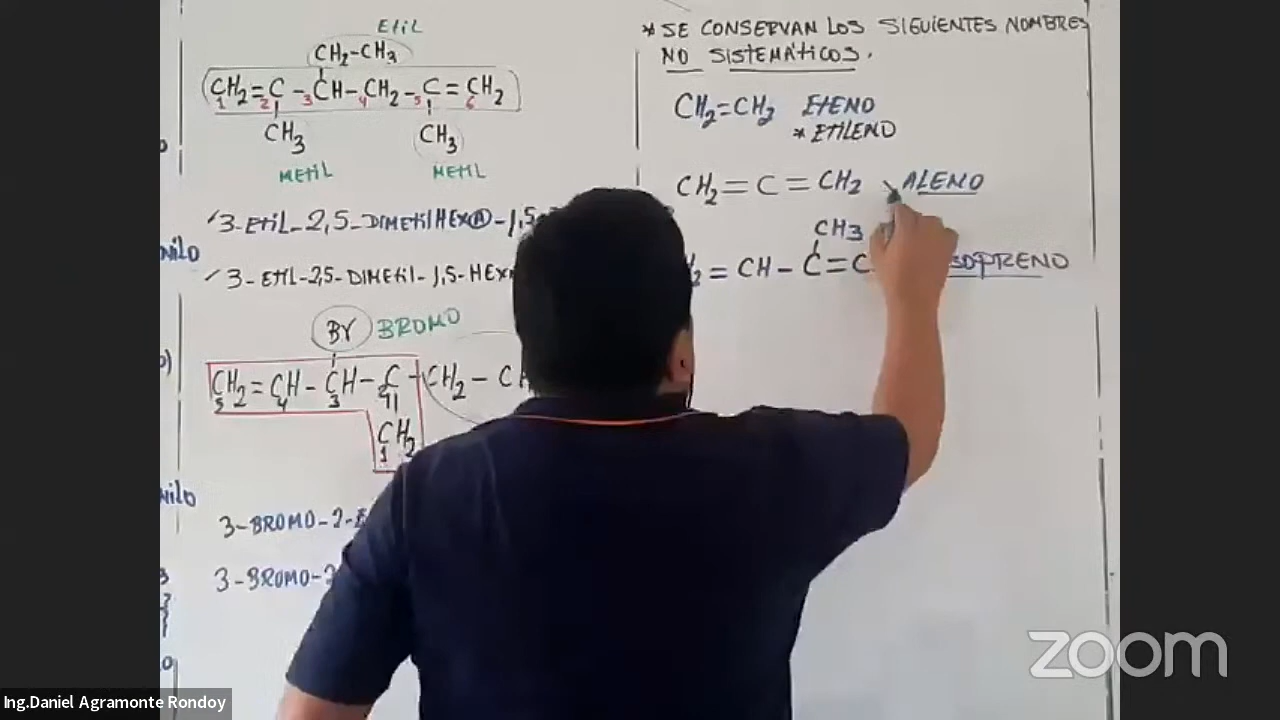 ETIL
CH2-CH3
CH2=C-CH-CH2-C=CH2
1 2 3 4 5 6
CH3 CH3
METIL METIL
3-ETIL-2,5-DIMETILHEXA-1,5-
3-ETIL-2,5-DIMETIL-1,5-
Br BROMO
CH2=CH-CH-C-CH2-
5 4 3 2
CH2
1
3-BROMO-2-
3-BROMO-
* SE CONSERVAN LOS SIGUIENTES NOMBRES
NO SISTEMÁTICOS.
CH2=CH2 ETENO
* ETILENO
CH2=C=CH2 ALENO
CH3
=CH-C=C
Ing.Daniel Agramonte Rondoy
zoom